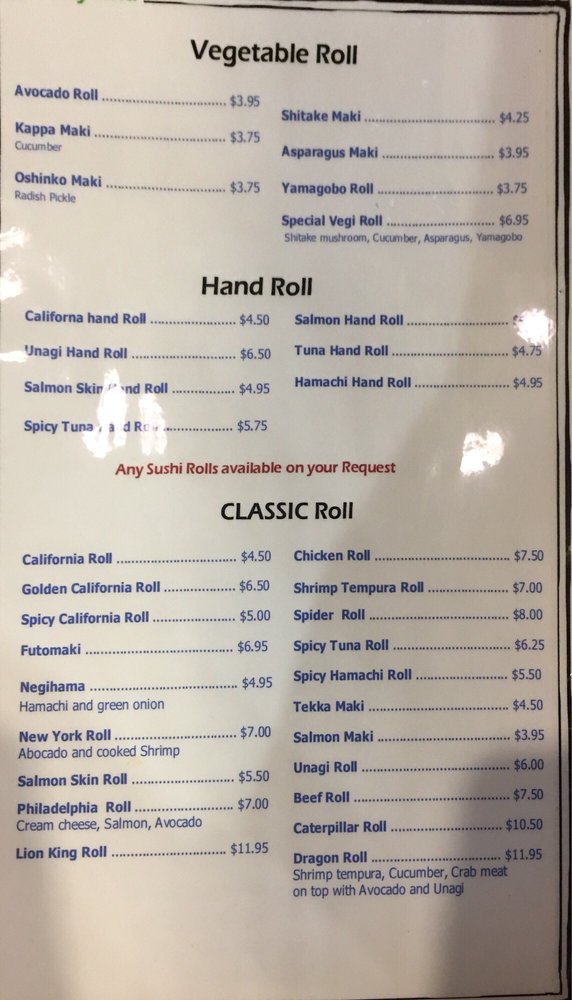 Vegetable Roll
Avocado Roll ........................ $3.95
Kappa Maki ........................ $3.75
Cucumber
Oshinko Maki ........................ $3.75
Radish Pickle
Shitake Maki ........................ $4.25
Asparagus Maki ........................ $3.95
Yamagobo Roll ........................ $3.75
Special Vegi Roll ........................ $6.95
Shitake mushroom, Cucumber, Asparagus, Yamagobo
Hand Roll
Californa hand Roll ........................ $4.50
Unagi Hand Roll ........................ $6.50
Salmon Skin Hand Roll ........................ $4.95
Spicy Tuna Hand Roll ........................ $5.75
Salmon Hand Roll ........................
Tuna Hand Roll ........................ $4.75
Hamachi Hand Roll ........................ $4.95
Any Sushi Rolls available on your Request
CLASSIC Roll
California Roll ........................ $4.50
Golden California Roll ........................ $6.50
Spicy California Roll ........................ $5.00
Futomaki ........................ $6.95
Negihama ........................ $4.95
Hamachi and green onion
New York Roll ........................ $7.00
Abocado and cooked Shrimp
Salmon Skin Roll ........................ $5.50
Philadelphia Roll ........................ $7.00
Cream cheese, Salmon, Avocado
Lion King Roll ........................ $11.95
Chicken Roll ........................ $7.50
Shrimp Tempura Roll ........................ $7.00
Spider Roll ........................ $8.00
Spicy Tuna Roll ........................ $6.25
Spicy Hamachi Roll ........................ $5.50
Tekka Maki ........................ $4.50
Salmon Maki ........................ $3.95
Unagi Roll ........................ $6.00
Beef Roll ........................ $7.50
Caterpillar Roll ........................ $10.50
Dragon Roll ........................ $11.95
Shrimp tempura, Cucumber, Crab meat
on top with Avocado and Unagi